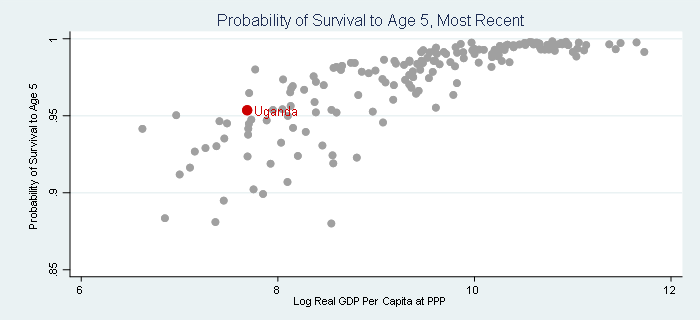 Probability of Survival to Age 5, Most Recent
Probability of Survival to Age 5
1
.95
.9
.85
Uganda
6
8
10
12
Log Real GDP Per Capita at PPP